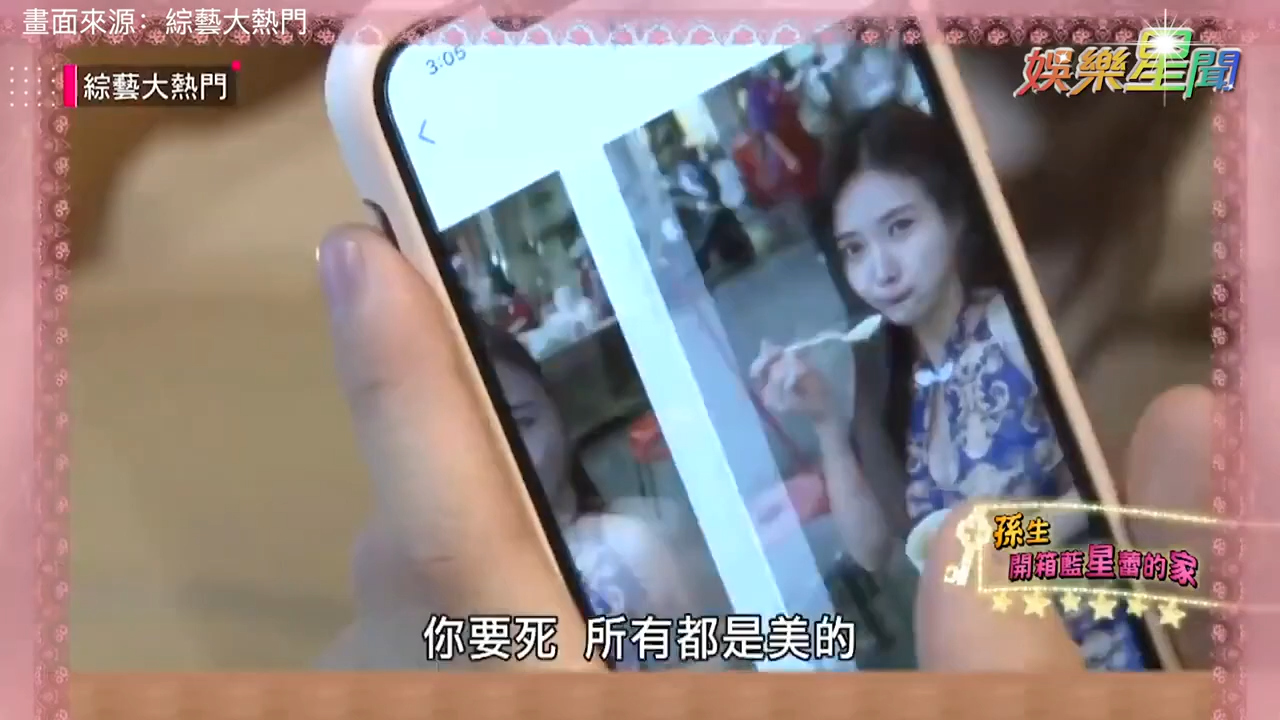 畫面來源：綜藝大熱門
娛樂星聞
綜藝大熱門
3:05
孫生
開箱藍星蕾的家
你要死 所有都是美的